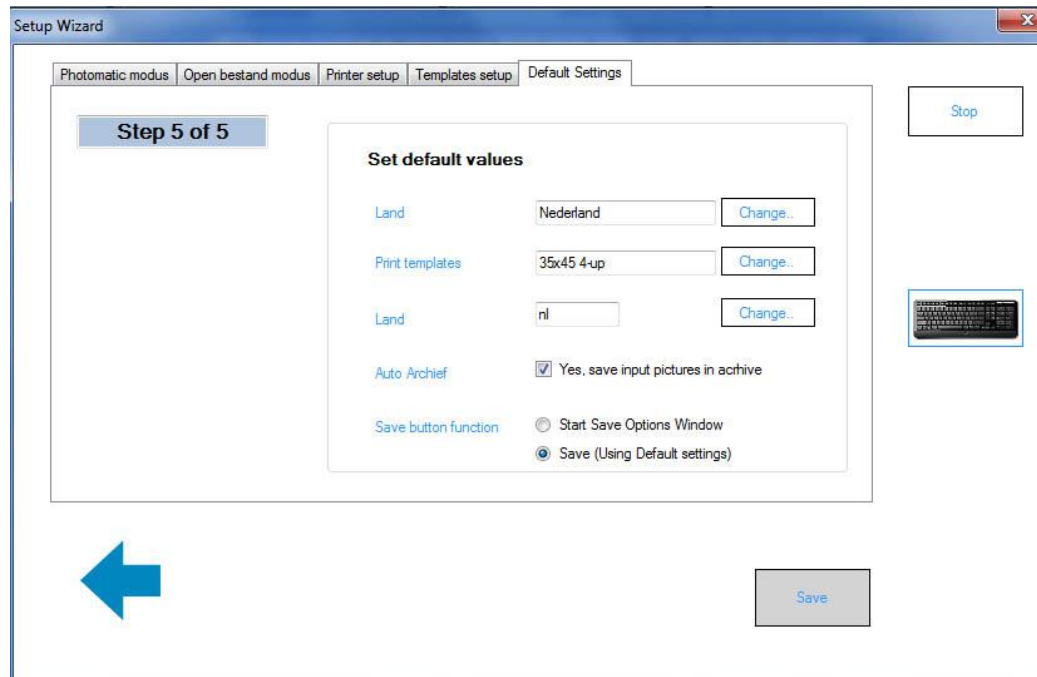 Setup Wizard
Photomatic modus Open bestand modus Printer setup Templates setup Default Settings
Stop
Step 5 of 5
Set default values
Land Nederland Change..
Print templates 35x45 4-up Change..
Land nl Change..
Auto Archief Yes, save input pictures in acrhive
Save button function Start Save Options Window
Save (Using Default settings)
Save